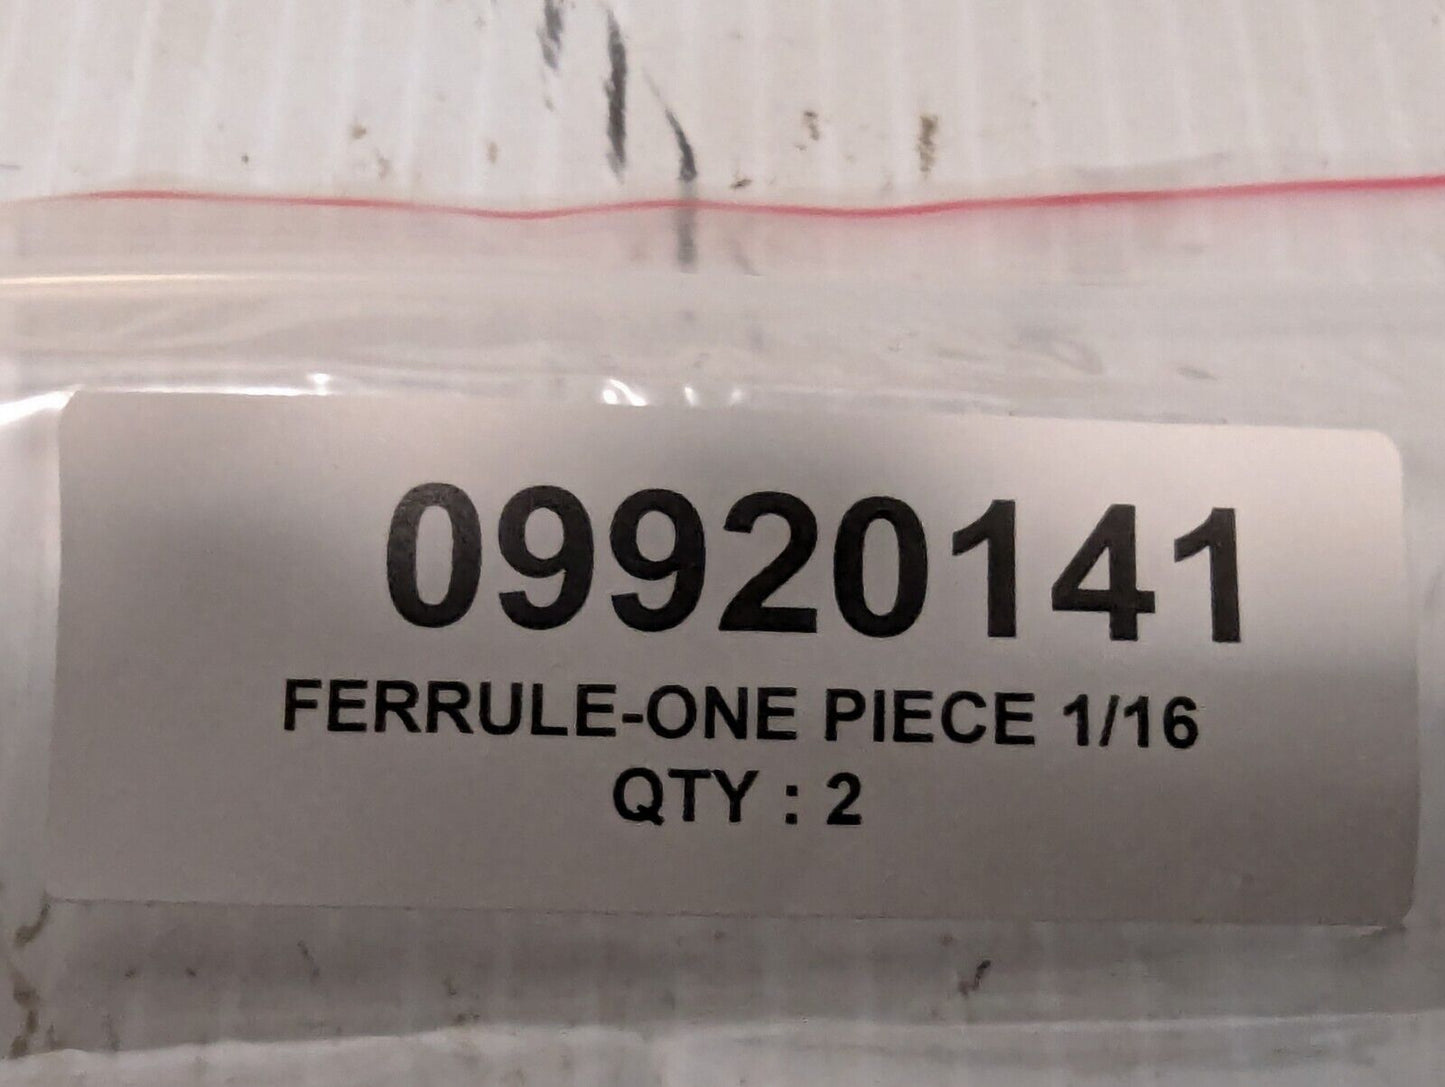 09920141
FERRULE-ONE PIECE 1/16
QTY : 2